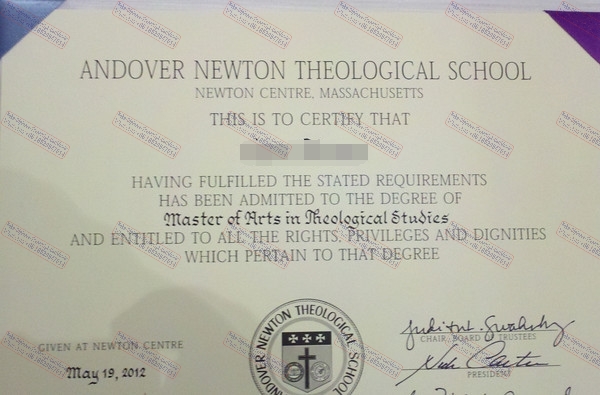 ANDOVER NEWTON THEOLOGICAL SCHOOL
NEWTON CENTRE, MASSACHUSETTS
THIS IS TO CERTIFY THAT
HAVING FULFILLED THE STATED REQUIREMENTS
HAS BEEN ADMITTED TO THE DEGREE OF
Master of Arts in Theological Studies
AND ENTITLED TO ALL THE RIGHTS, PRIVILEGES AND DIGNITIES
WHICH PERTAIN TO THAT DEGREE
ANDOVER NEWTON THEOLOGICAL SCHOOL
GIVEN AT NEWTON CENTRE
May 19, 2012
CHAIR, BOARD OF TRUSTEES
Nick Carter
PRESIDENT